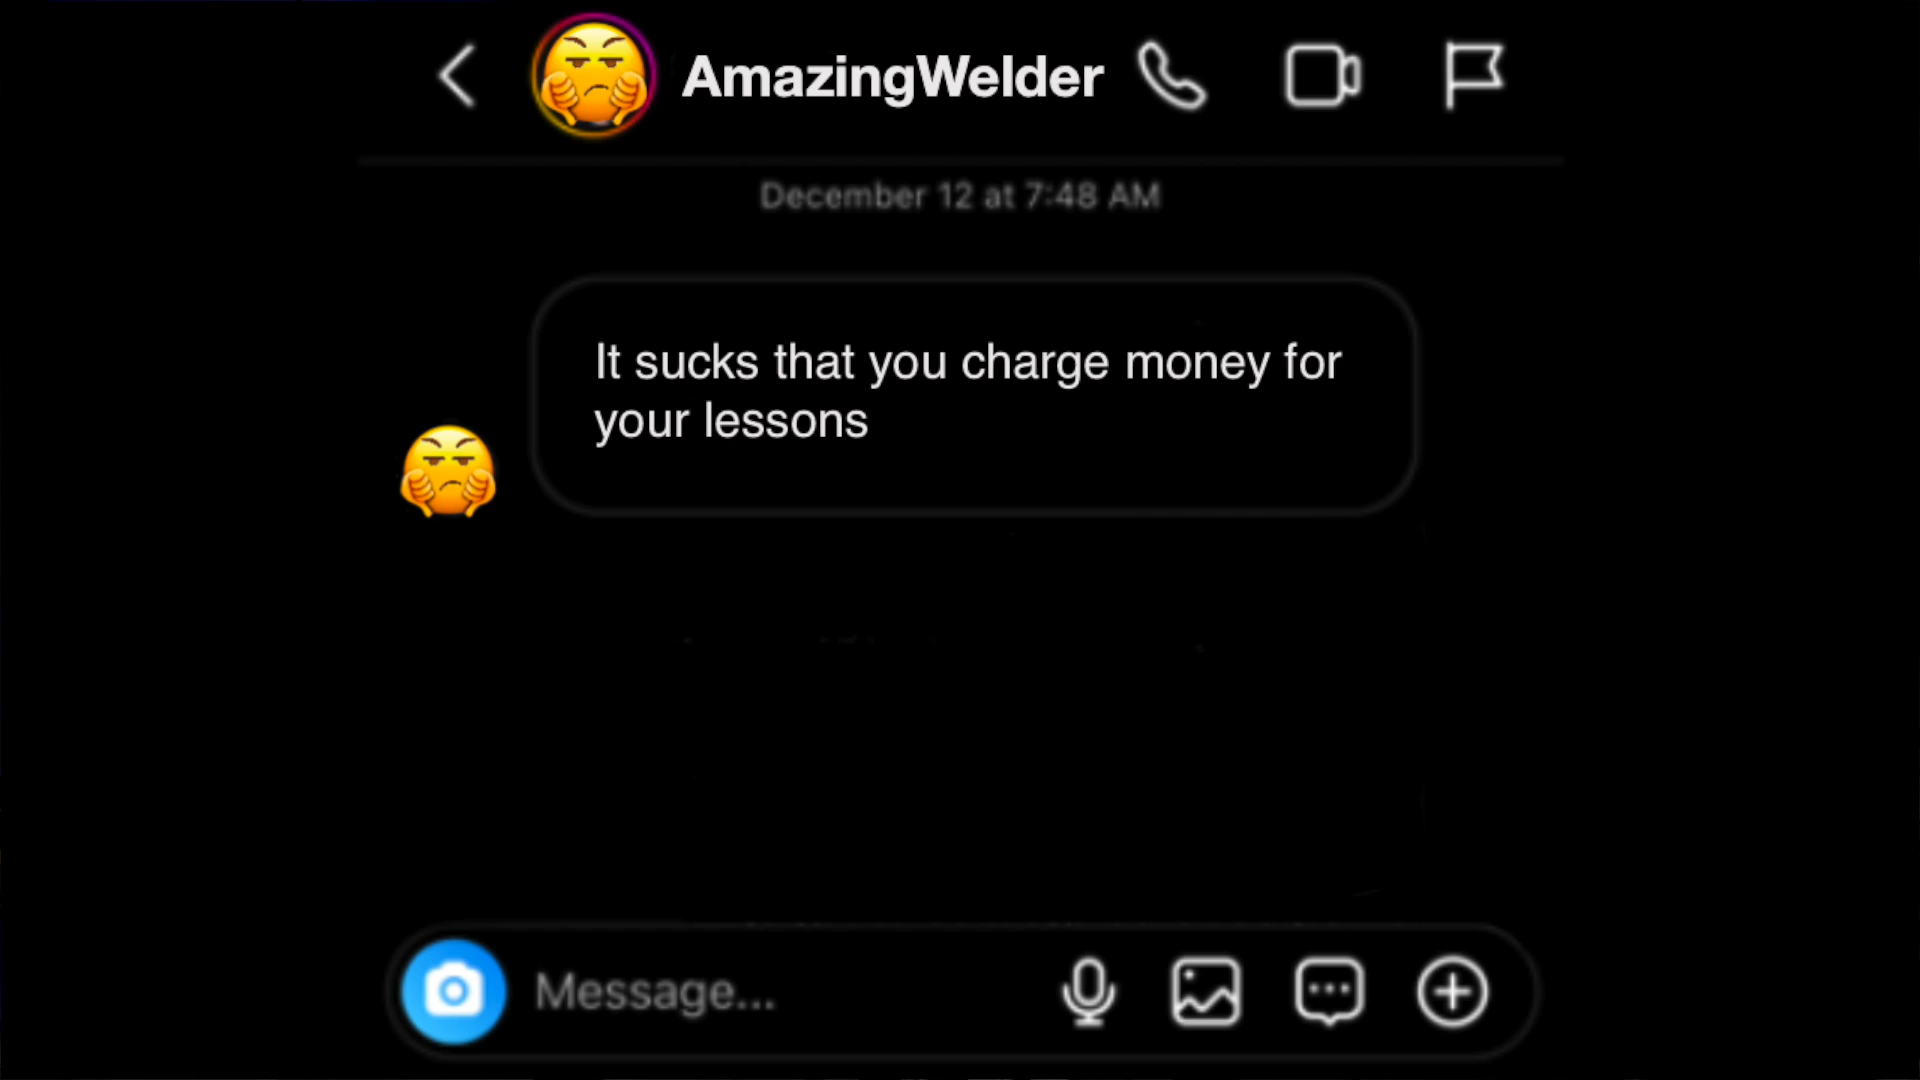 AmazingWelder
December 12 at 7:48 AM
It sucks that you charge money for
your lessons
Message...